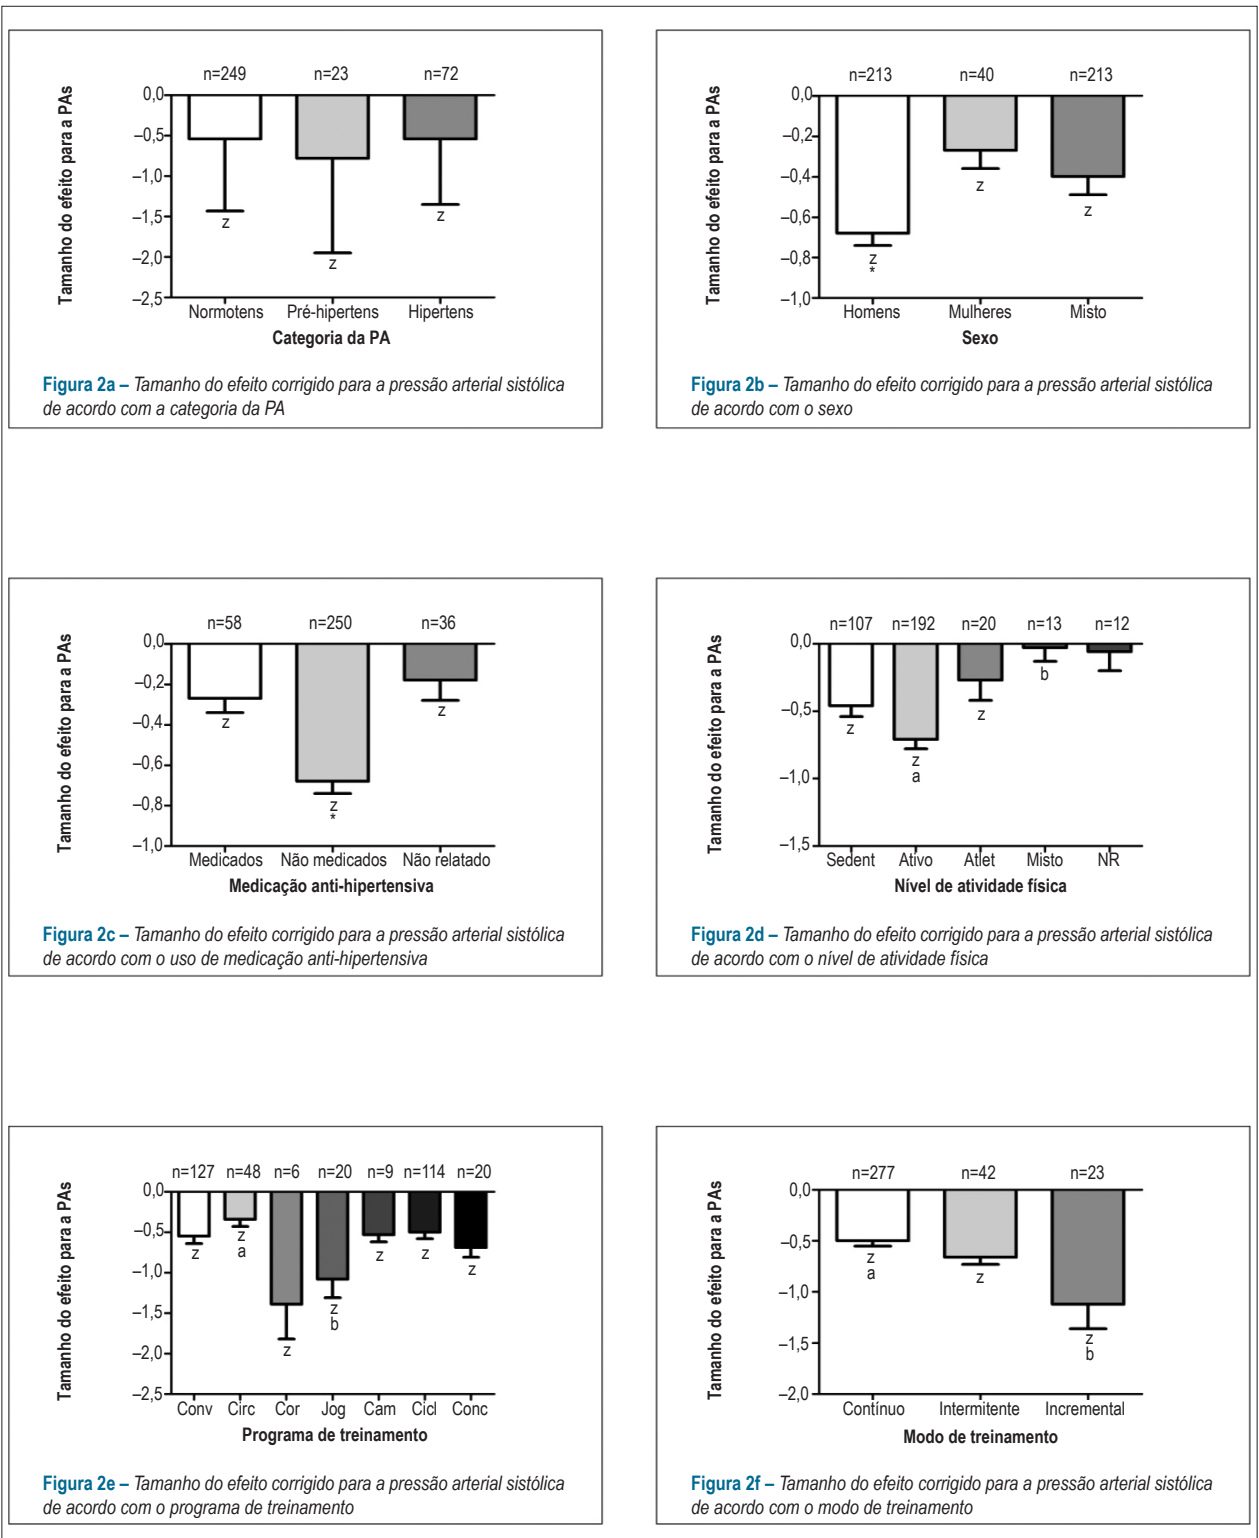 n=249 n=23 n=72
0,0
–0,5
–1,0
–1,5
–2,0
–2,5
Tamanho do efeito para a PAs
z z z
Normotens Pré-hipertens Hipertens
Categoria da PA
Figura 2a – Tamanho do efeito corrigido para a pressão arterial sistólica
de acordo com a categoria da PA
n=213 n=40 n=213
0,0
–0,2
–0,4
–0,6
–0,8
–1,0
Tamanho do efeito para a PAs
z z z
*
Homens Mulheres Misto
Sexo
Figura 2b – Tamanho do efeito corrigido para a pressão arterial sistólica
de acordo com o sexo
n=58 n=250 n=36
0,0
–0,2
–0,4
–0,6
–0,8
–1,0
Tamanho do efeito para a PAs
z z z
*
Medicados Não medicados Não relatado
Medicação anti-hipertensiva
Figura 2c – Tamanho do efeito corrigido para a pressão arterial sistólica
de acordo com o uso de medicação anti-hipertensiva
n=107 n=192 n=20 n=13 n=12
0,0
–0,5
–1,0
–1,5
Tamanho do efeito para a PAs
z z z b
a
Sedent Ativo Atlet Misto NR
Nível de atividade física
Figura 2d – Tamanho do efeito corrigido para a pressão arterial sistólica
de acordo com o nível de atividade física
n=127 n=48 n=6 n=20 n=9 n=114 n=20
0,0
–0,5
–1,0
–1,5
–2,0
–2,5
Tamanho do efeito para a PAs
z z z z z z z
a b
Conv Circ Cor Jog Cam Cicl Conc
Programa de treinamento
Figura 2e – Tamanho do efeito corrigido para a pressão arterial sistólica
de acordo com o programa de treinamento
n=277 n=42 n=23
0,0
–0,5
–1,0
–1,5
–2,0
Tamanho do efeito para a PAs
z z z
a b
Contínuo Intermitente Incremental
Modo de treinamento
Figura 2f – Tamanho do efeito corrigido para a pressão arterial sistólica
de acordo com o modo de treinamento